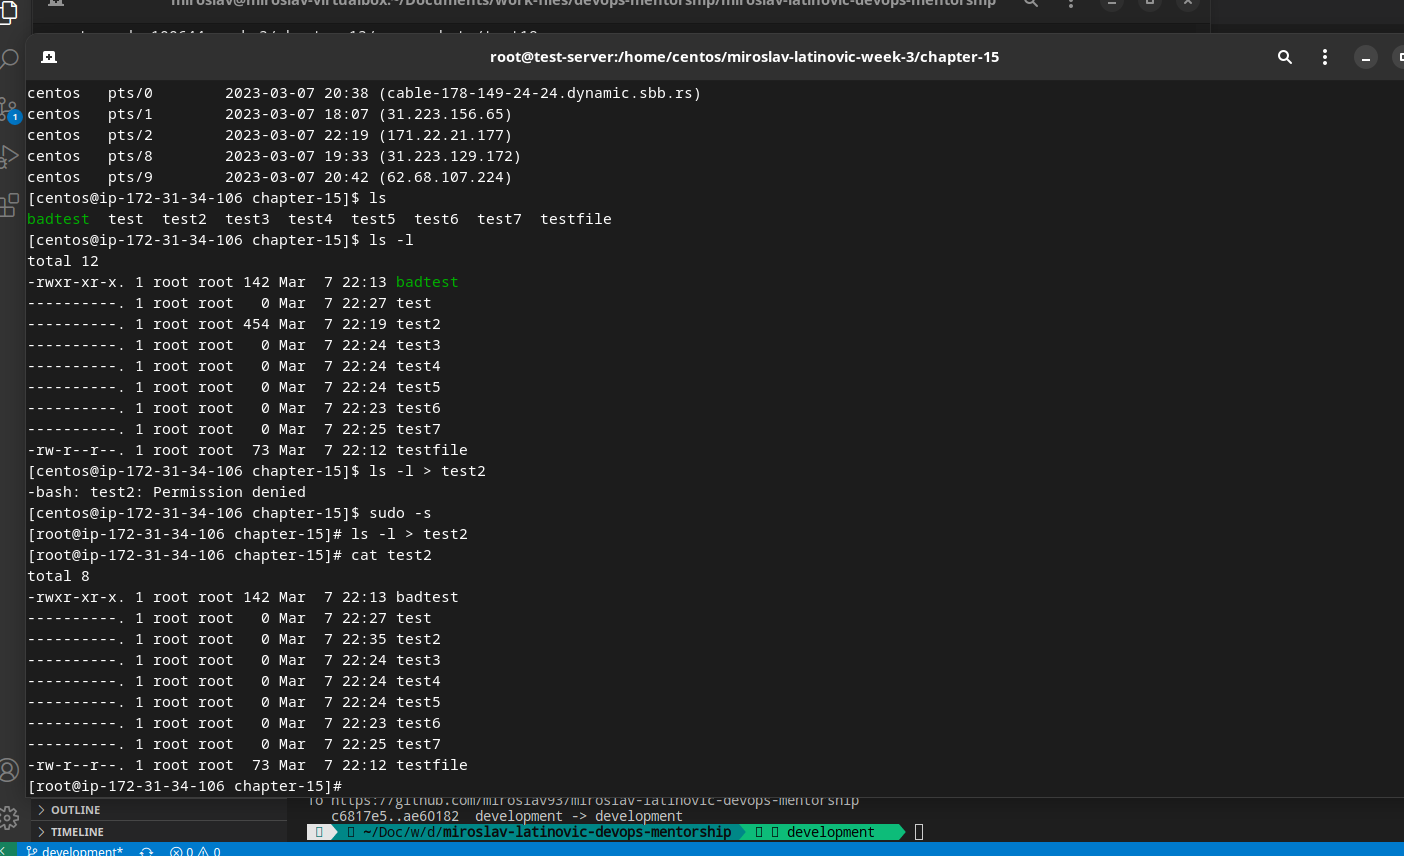 miroslav@miroslav-virtualbox:~/Documents/work-files/devops-mentorship/miroslav-latinovic-devops-mentorship
root@test-server:/home/centos/miroslav-latinovic-week-3/chapter-15
centos   pts/0        2023-03-07 20:38 (cable-178-149-24-24.dynamic.sbb.rs)
centos   pts/1        2023-03-07 18:07 (31.223.156.65)
centos   pts/2        2023-03-07 22:19 (171.22.21.177)
centos   pts/8        2023-03-07 19:33 (31.223.129.172)
centos   pts/9        2023-03-07 20:42 (62.68.107.224)
[centos@ip-172-31-34-106 chapter-15]$ ls
badtest  test  test2  test3  test4  test5  test6  test7  testfile
[centos@ip-172-31-34-106 chapter-15]$ ls -l
total 12
-rwxr-xr-x. 1 root root 142 Mar  7 22:13 badtest
----------. 1 root root   0 Mar  7 22:27 test
----------. 1 root root 454 Mar  7 22:19 test2
----------. 1 root root   0 Mar  7 22:24 test3
----------. 1 root root   0 Mar  7 22:24 test4
----------. 1 root root   0 Mar  7 22:24 test5
----------. 1 root root   0 Mar  7 22:23 test6
----------. 1 root root   0 Mar  7 22:25 test7
-rw-r--r--. 1 root root  73 Mar  7 22:12 testfile
[centos@ip-172-31-34-106 chapter-15]$ ls -l > test2
-bash: test2: Permission denied
[centos@ip-172-31-34-106 chapter-15]$ sudo -s
[root@ip-172-31-34-106 chapter-15]# ls -l > test2
[root@ip-172-31-34-106 chapter-15]# cat test2
total 8
-rwxr-xr-x. 1 root root 142 Mar  7 22:13 badtest
----------. 1 root root   0 Mar  7 22:27 test
----------. 1 root root   0 Mar  7 22:35 test2
----------. 1 root root   0 Mar  7 22:24 test3
----------. 1 root root   0 Mar  7 22:24 test4
----------. 1 root root   0 Mar  7 22:24 test5
----------. 1 root root   0 Mar  7 22:23 test6
----------. 1 root root   0 Mar  7 22:25 test7
-rw-r--r--. 1 root root  73 Mar  7 22:12 testfile
[root@ip-172-31-34-106 chapter-15]#
1
OUTLINE
TIMELINE
To https://github.com/miroslav93/miroslav-latinovic-devops-mentorship
c6817e5..ae60182  development -> development
~/Doc/w/d/miroslav-latinovic-devops-mentorship  development
development*  0  0